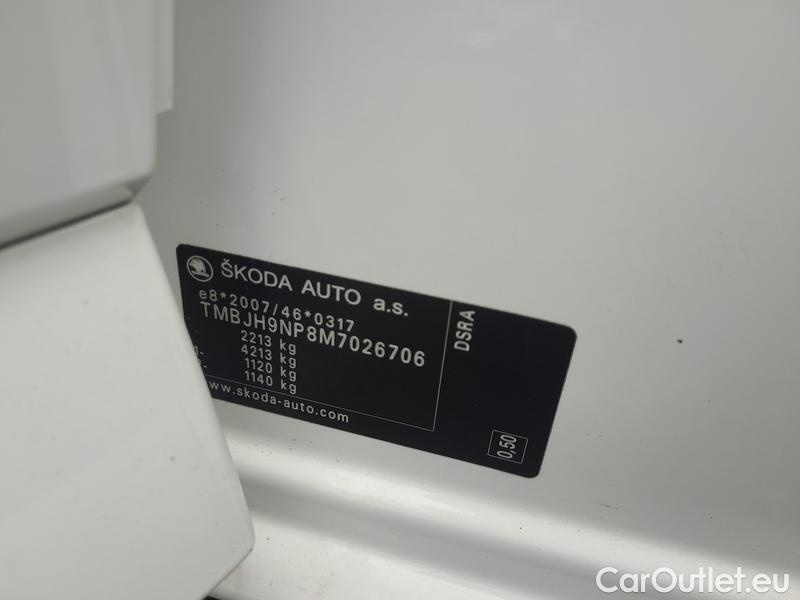 ŠKODA AUTO a.s.
e8*2007/46*0317
TMBJH9NP8M7026706
2213 kg
4213 kg
1120 kg
1140 kg
www.skoda-auto.com
DSRA
0,50
CarOutlet.eu